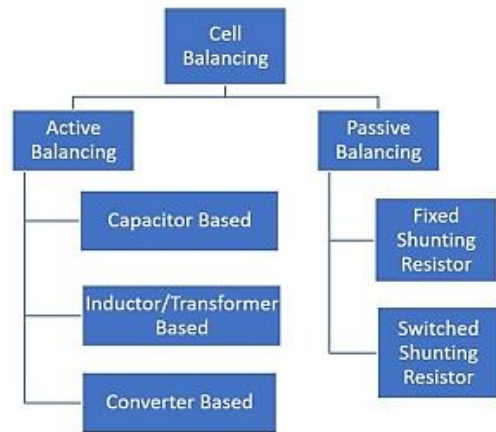 Cell
Balancing
Active
Balancing
Passive
Balancing
Capacitor Based
Inductor/Transformer
Based
Converter Based
Fixed
Shunting
Resistor
Switched
Shunting
Resistor